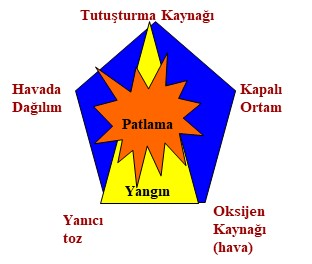 Tutuşturma Kaynağı
Havada
Dağılım
Kapalı
Ortam
Patlama
Yangın
Yanıcı
toz
Oksijen
Kaynağı
(hava)